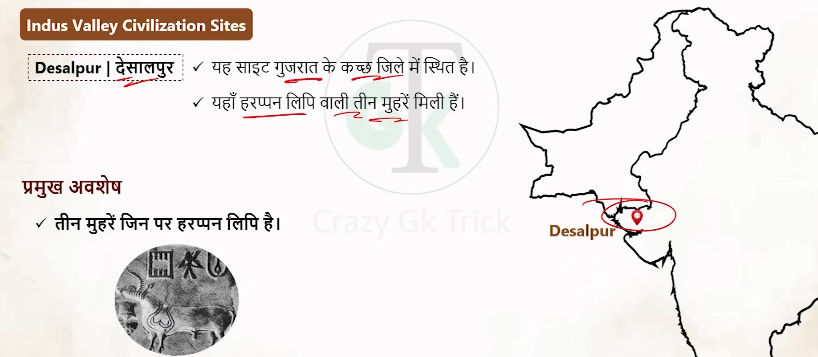 Indus Valley Civilization Sites
Desalpur | देसालपुर
✓ यह साइट गुजरात के कच्छ जिले में स्थित है।
✓ यहाँ हरप्पन लिपि वाली तीन मुहरें मिली हैं।
GTK
Crazy Gk Trick
प्रमुख अवशेष
✓ तीन मुहरें जिन पर हरप्पन लिपि है।
Desalpur